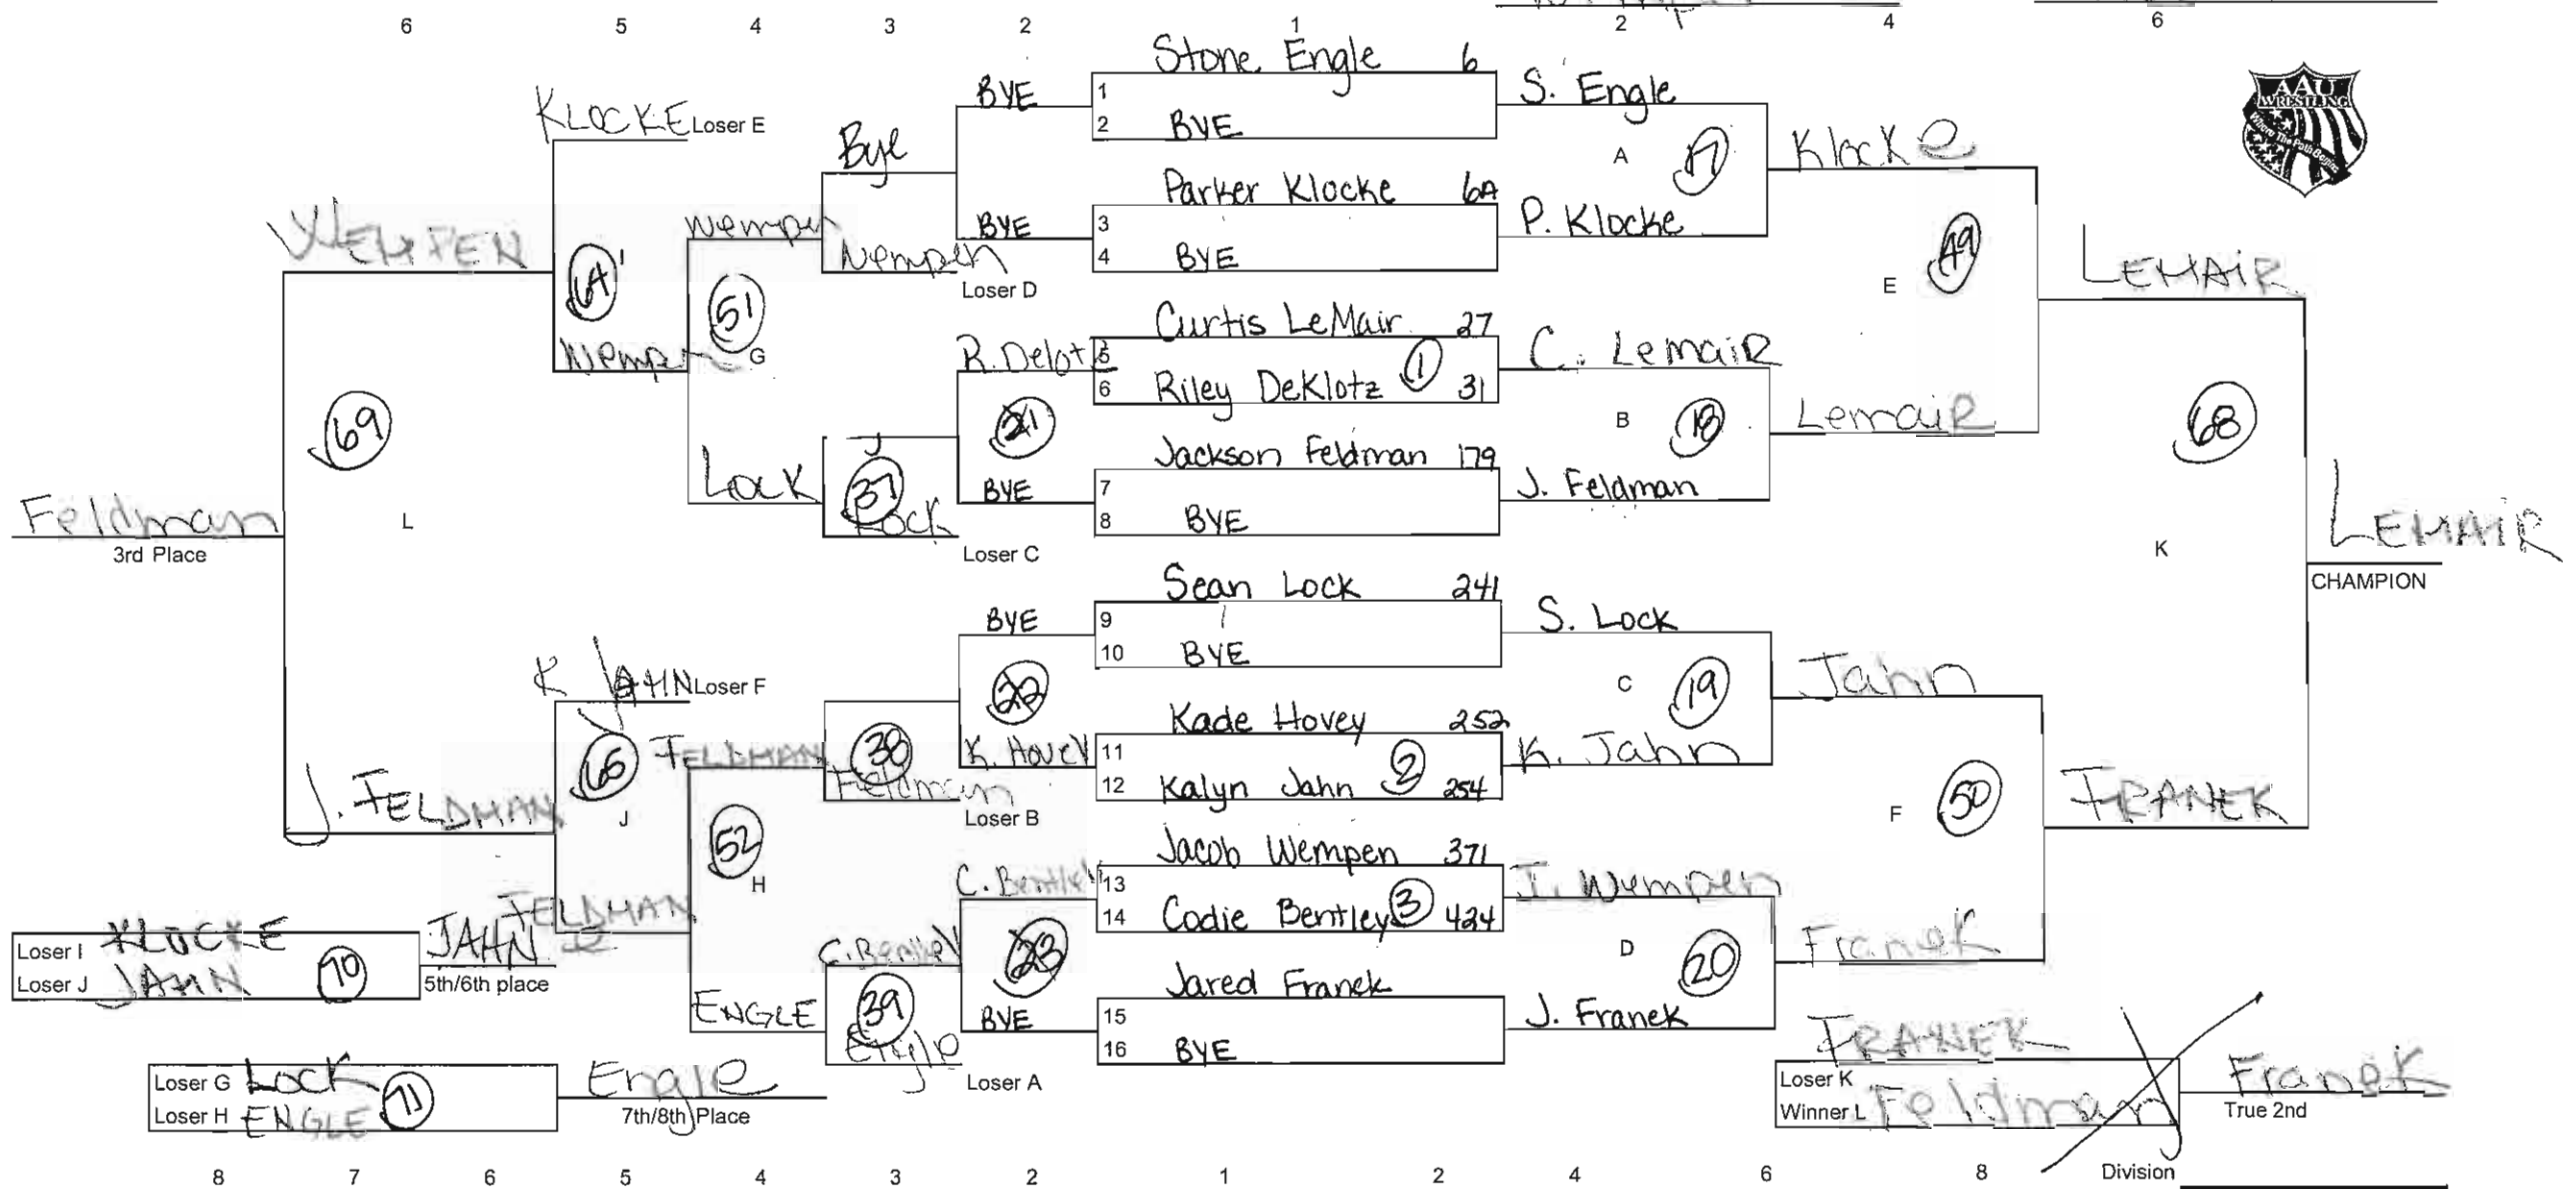 6 5 4 3 2 1 2 4 6
Stone Engle 6
1
2 BYE
BYE
S. Engle
AAU
WRESTLING
Where The Path Begins
KLOCKE Loser E
Bye
A 17
Klocke
Parker Klocke 6A
3
4 BYE
BYE
P. Klocke
WEMPEN
Wempen
Wempen
Loser D
64
51
G
E 49
LEMAIR
Curtis LeMair 27
5
6 Riley DeKlotz 1 31
C. LemaiR
Wempen
21
B 18
LemaiR
69
L
K 68
Jackson Feldman 179
7
8 BYE
BYE
J. Feldman
Lock
J
37
Lock
Loser C
Feldman
3rd Place
LEMAIR
CHAMPION
Sean Lock 241
9
10 BYE
BYE
S. Lock
K JAHN Loser F
22
C 19
Jahn
Kade Hovey 252
11
12 Kalyn Jahn 2 254
K. Hovey
K. Jahn
65
J
FELDMAN
38
Feldman
Loser B
J. FELDMAN
52
H
F 50
FRANEK
Jacob Wempen 371
13
14 Codie Bentley 3 424
C. Bentley
J. Wempen
FELDMAN
C. Bentley
23
D 20
Franek
Loser I KLOCKE
Loser J JAHN
70
JAHN
5th/6th place
Jared Franek
15
16 BYE
BYE
J. Franek
ENGLE
39
Engle
Loser A
Loser G LOCK
Loser H ENGLE
71
Engle
7th/8th Place
FRANEK
Loser K
Winner L Feldman
Franek
True 2nd
Division
8 7 6 5 4 3 2 1 2 4 6 8